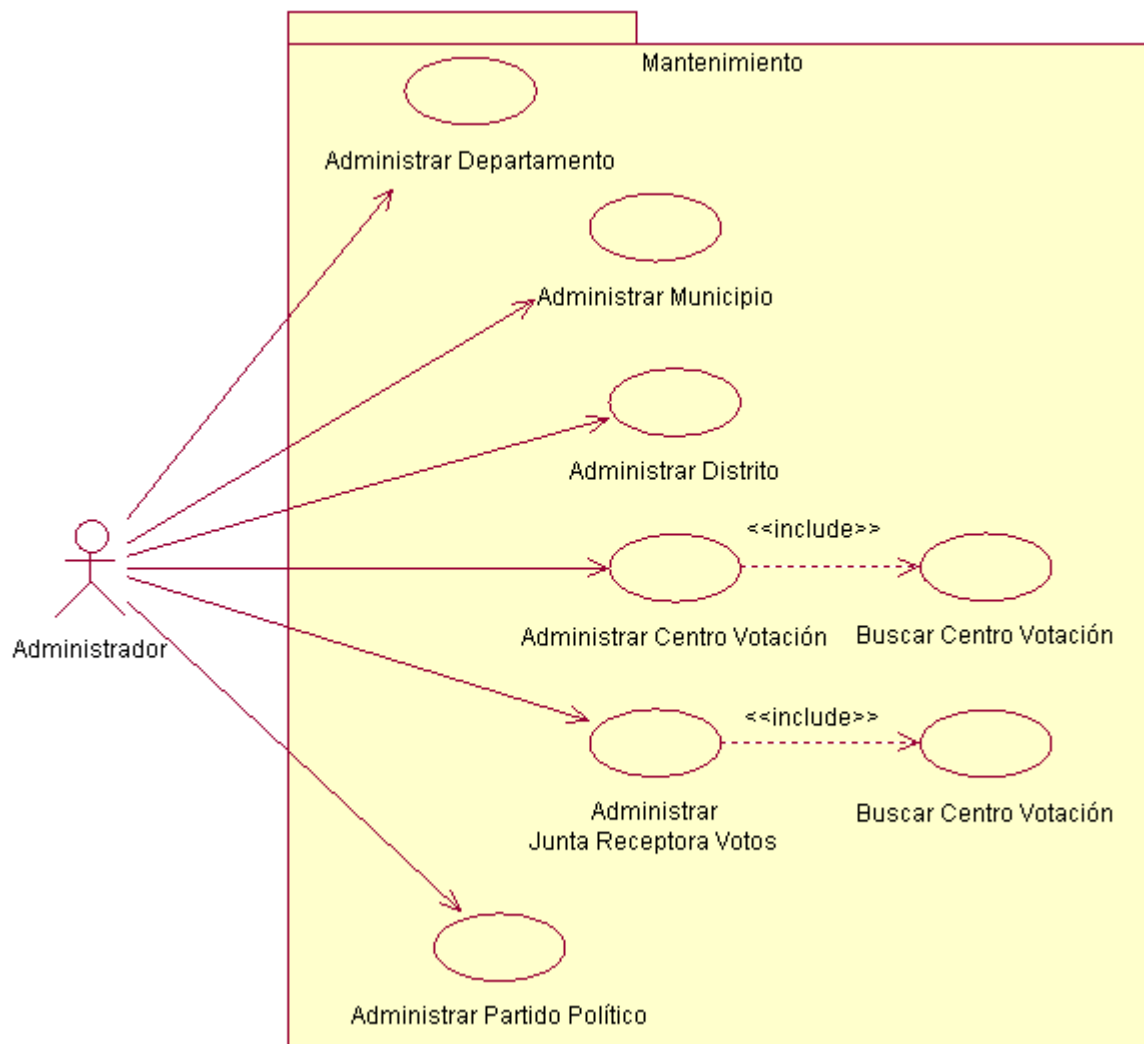 Mantenimiento
Administrar Departamento
Administrar Municipio
Administrar Distrito
<<include>>
Administrar Centro Votación
Buscar Centro Votación
Administrador
<<include>>
Administrar
Junta Receptora Votos
Buscar Centro Votación
Administrar Partido Político